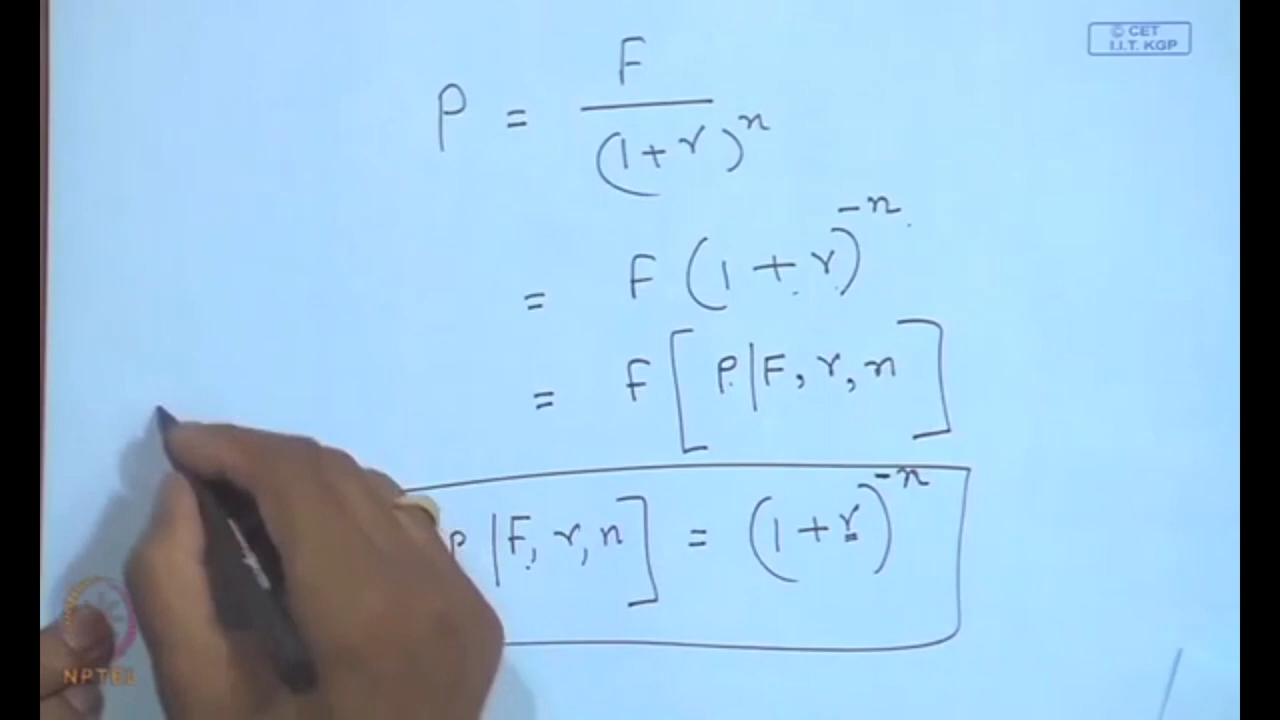 © CET
I.I.T. KGP
P = F / (1+r)^n
= F (1+r)^-n
= F [P|F, r, n]
P |F, r, n] = (1+r)^-n
NPTEL